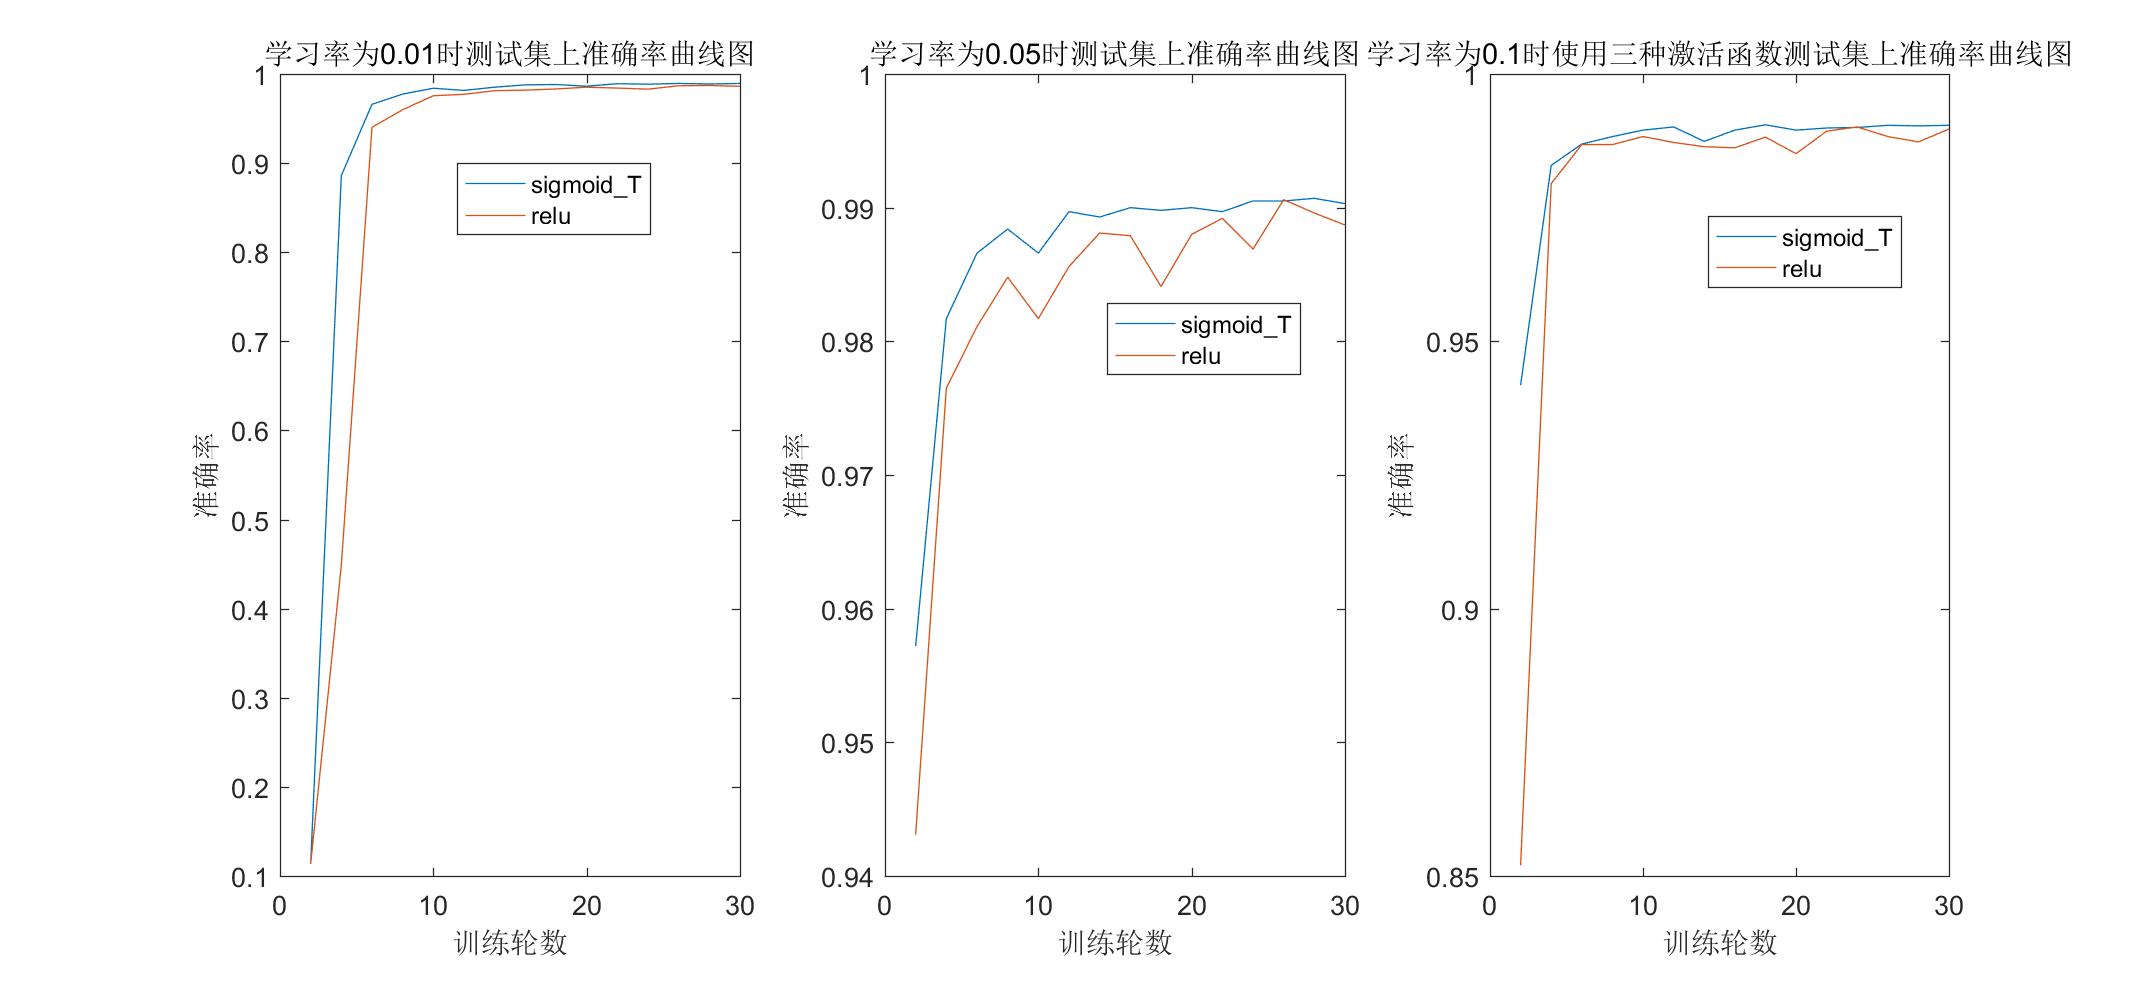 学习率为0.01时测试集上准确率曲线图
1
0.9
0.8
0.7
0.6
0.5
0.4
0.3
0.2
0.1
准确率
sigmoid_T
relu
0 10 20 30
训练轮数
学习率为0.05时测试集上准确率曲线图
1
0.99
0.98
0.97
0.96
0.95
0.94
准确率
sigmoid_T
relu
0 10 20 30
训练轮数
学习率为0.1时使用三种激活函数测试集上准确率曲线图
1
0.95
0.9
0.85
准确率
sigmoid_T
relu
0 10 20 30
训练轮数